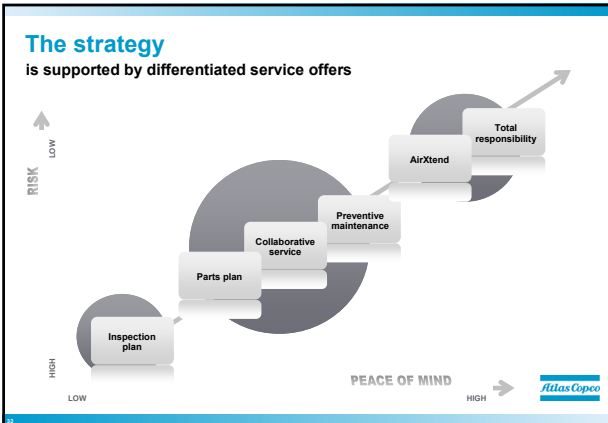 The strategy
is supported by differentiated service offers
LOW
RISK
HIGH
Total
responsibility
AirXtend
Preventive
maintenance
Collaborative
service
Parts plan
Inspection
plan
PEACE OF MIND
LOW
HIGH
Atlas Copco